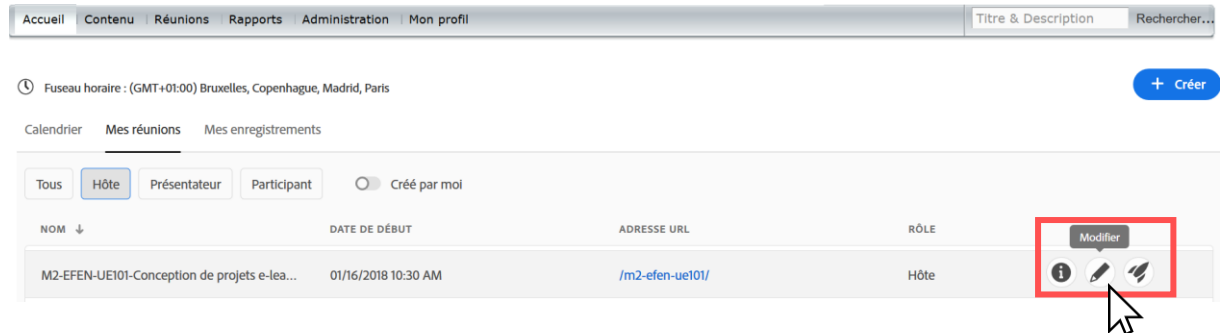 Accueil Contenu Réunions Rapports Administration Mon profil Titre & Description Rechercher...
Fuseau horaire : (GMT+01:00) Bruxelles, Copenhague, Madrid, Paris + Créer
Calendrier Mes réunions Mes enregistrements
Tous Hôte Présentateur Participant Créé par moi
NOM ↓ DATE DE DÉBUT ADRESSE URL RÔLE
Modifier
M2-EFEN-UE101-Conception de projets e-lea... 01/16/2018 10:30 AM /m2-efen-ue101/ Hôte